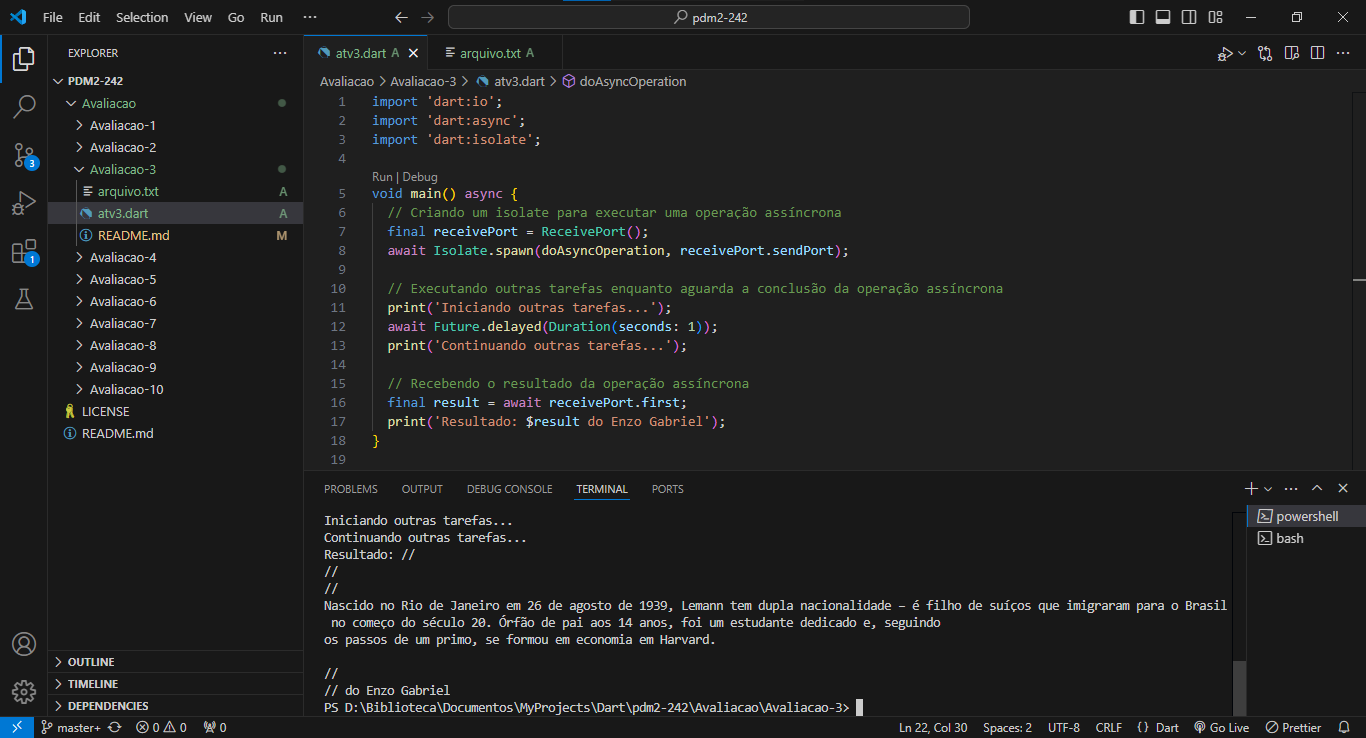 File Edit Selection View Go Run ···
pdm2-242
EXPLORER
PDM2-242
Avaliacao
Avaliacao-1
Avaliacao-2
Avaliacao-3
arquivo.txt A
atv3.dart A
README.md M
Avaliacao-4
Avaliacao-5
Avaliacao-6
Avaliacao-7
Avaliacao-8
Avaliacao-9
Avaliacao-10
LICENSE
README.md
OUTLINE
TIMELINE
DEPENDENCIES
3
1
atv3.dart A arquivo.txt A
Avaliacao > Avaliacao-3 > atv3.dart > doAsyncOperation
1 import 'dart:io';
2 import 'dart:async';
3 import 'dart:isolate';
4
Run | Debug
5 void main() async {
6 // Criando um isolate para executar uma operação assíncrona
7 final receivePort = ReceivePort();
8 await Isolate.spawn(doAsyncOperation, receivePort.sendPort);
9
10 // Executando outras tarefas enquanto aguarda a conclusão da operação assíncrona
11 print('Iniciando outras tarefas...');
12 await Future.delayed(Duration(seconds: 1));
13 print('Continuando outras tarefas...');
14
15 // Recebendo o resultado da operação assíncrona
16 final result = await receivePort.first;
17 print('Resultado: $result do Enzo Gabriel');
18 }
19
PROBLEMS OUTPUT DEBUG CONSOLE TERMINAL PORTS
Iniciando outras tarefas...
Continuando outras tarefas...
Resultado: //
//
//
Nascido no Rio de Janeiro em 26 de agosto de 1939, Lemann tem dupla nacionalidade – é filho de suíços que imigraram para o Brasil
no começo do século 20. Órfão de pai aos 14 anos, foi um estudante dedicado e, seguindo
os passos de um primo, se formou em economia em Harvard.
//
// do Enzo Gabriel
PS D:\Biblioteca\Documentos\MyProjects\Dart\pdm2-242\Avaliacao\Avaliacao-3>
powershell
bash
master+ 0 0 0 Ln 22, Col 30 Spaces: 2 UTF-8 CRLF {} Dart Go Live Prettier